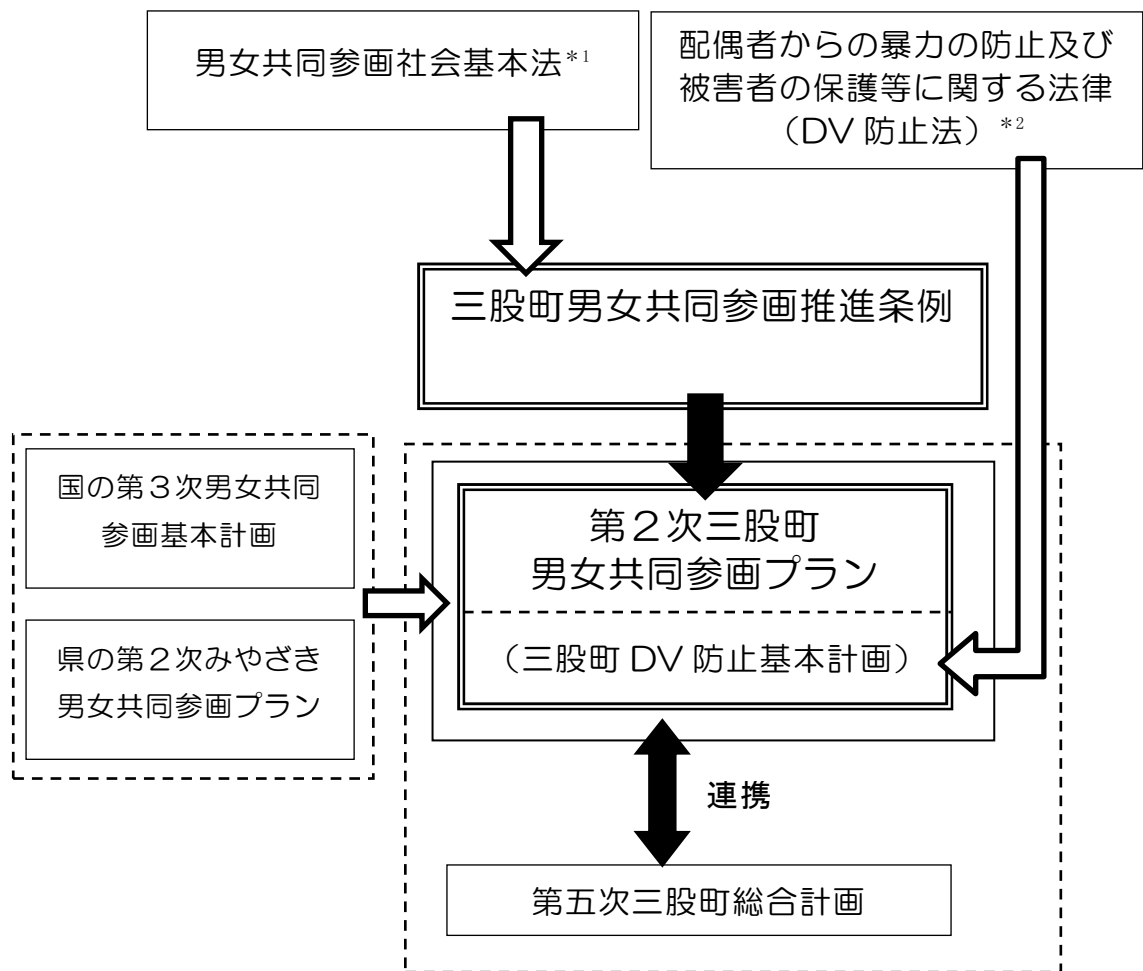 男女共同参画社会基本法*1
配偶者からの暴力の防止及び
被害者の保護等に関する法律
（DV防止法）*2
三股町男女共同参画推進条例
国の第３次男女共同
参画基本計画
県の第２次みやざき
男女共同参画プラン
第２次三股町
男女共同参画プラン
（三股町DV防止基本計画）
連携
第五次三股町総合計画